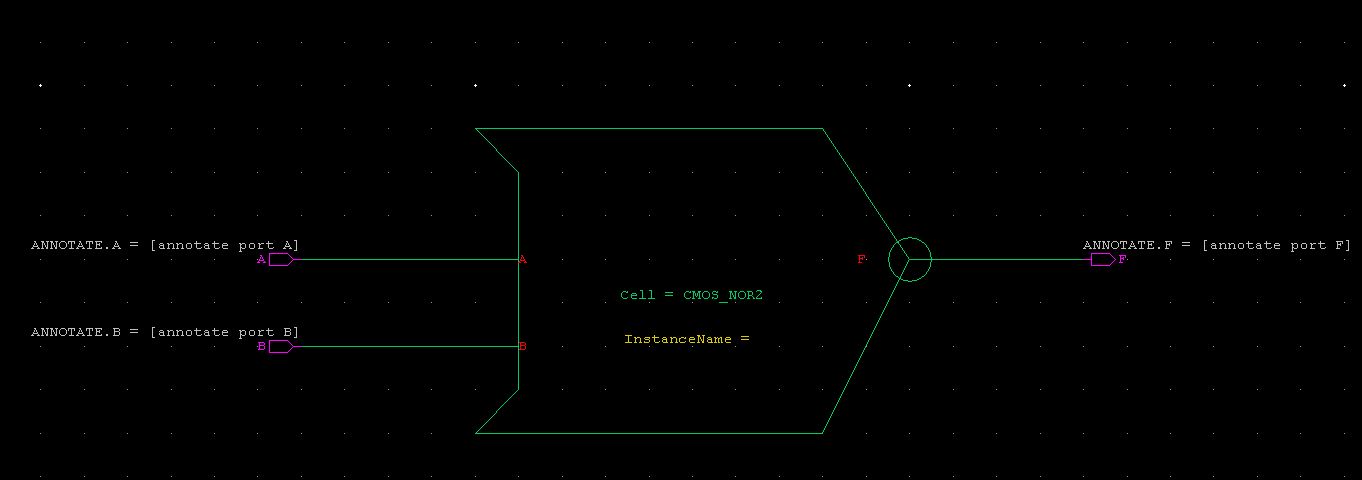 ANNOTATE.A = [annotate port A]
A
A
ANNOTATE.F = [annotate port F]
F
F
Cell = CMOS_NOR2
ANNOTATE.B = [annotate port B]
B
B
InstanceName =